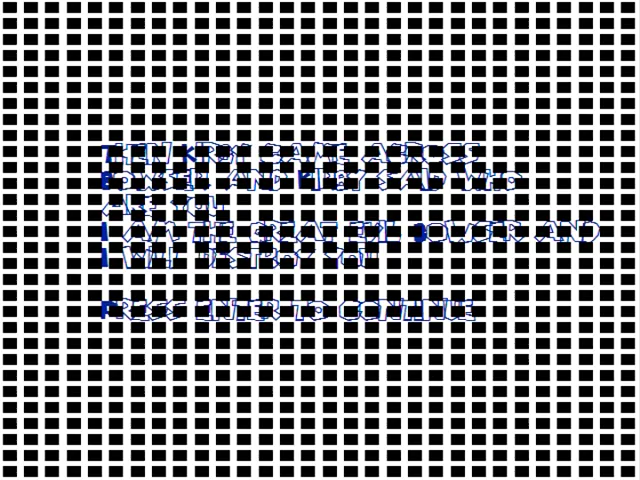 Then Kirby came across
Bowser and Kirby said who
are you
I am the great evil Bowser and
I will destroy you
Press enter to continue